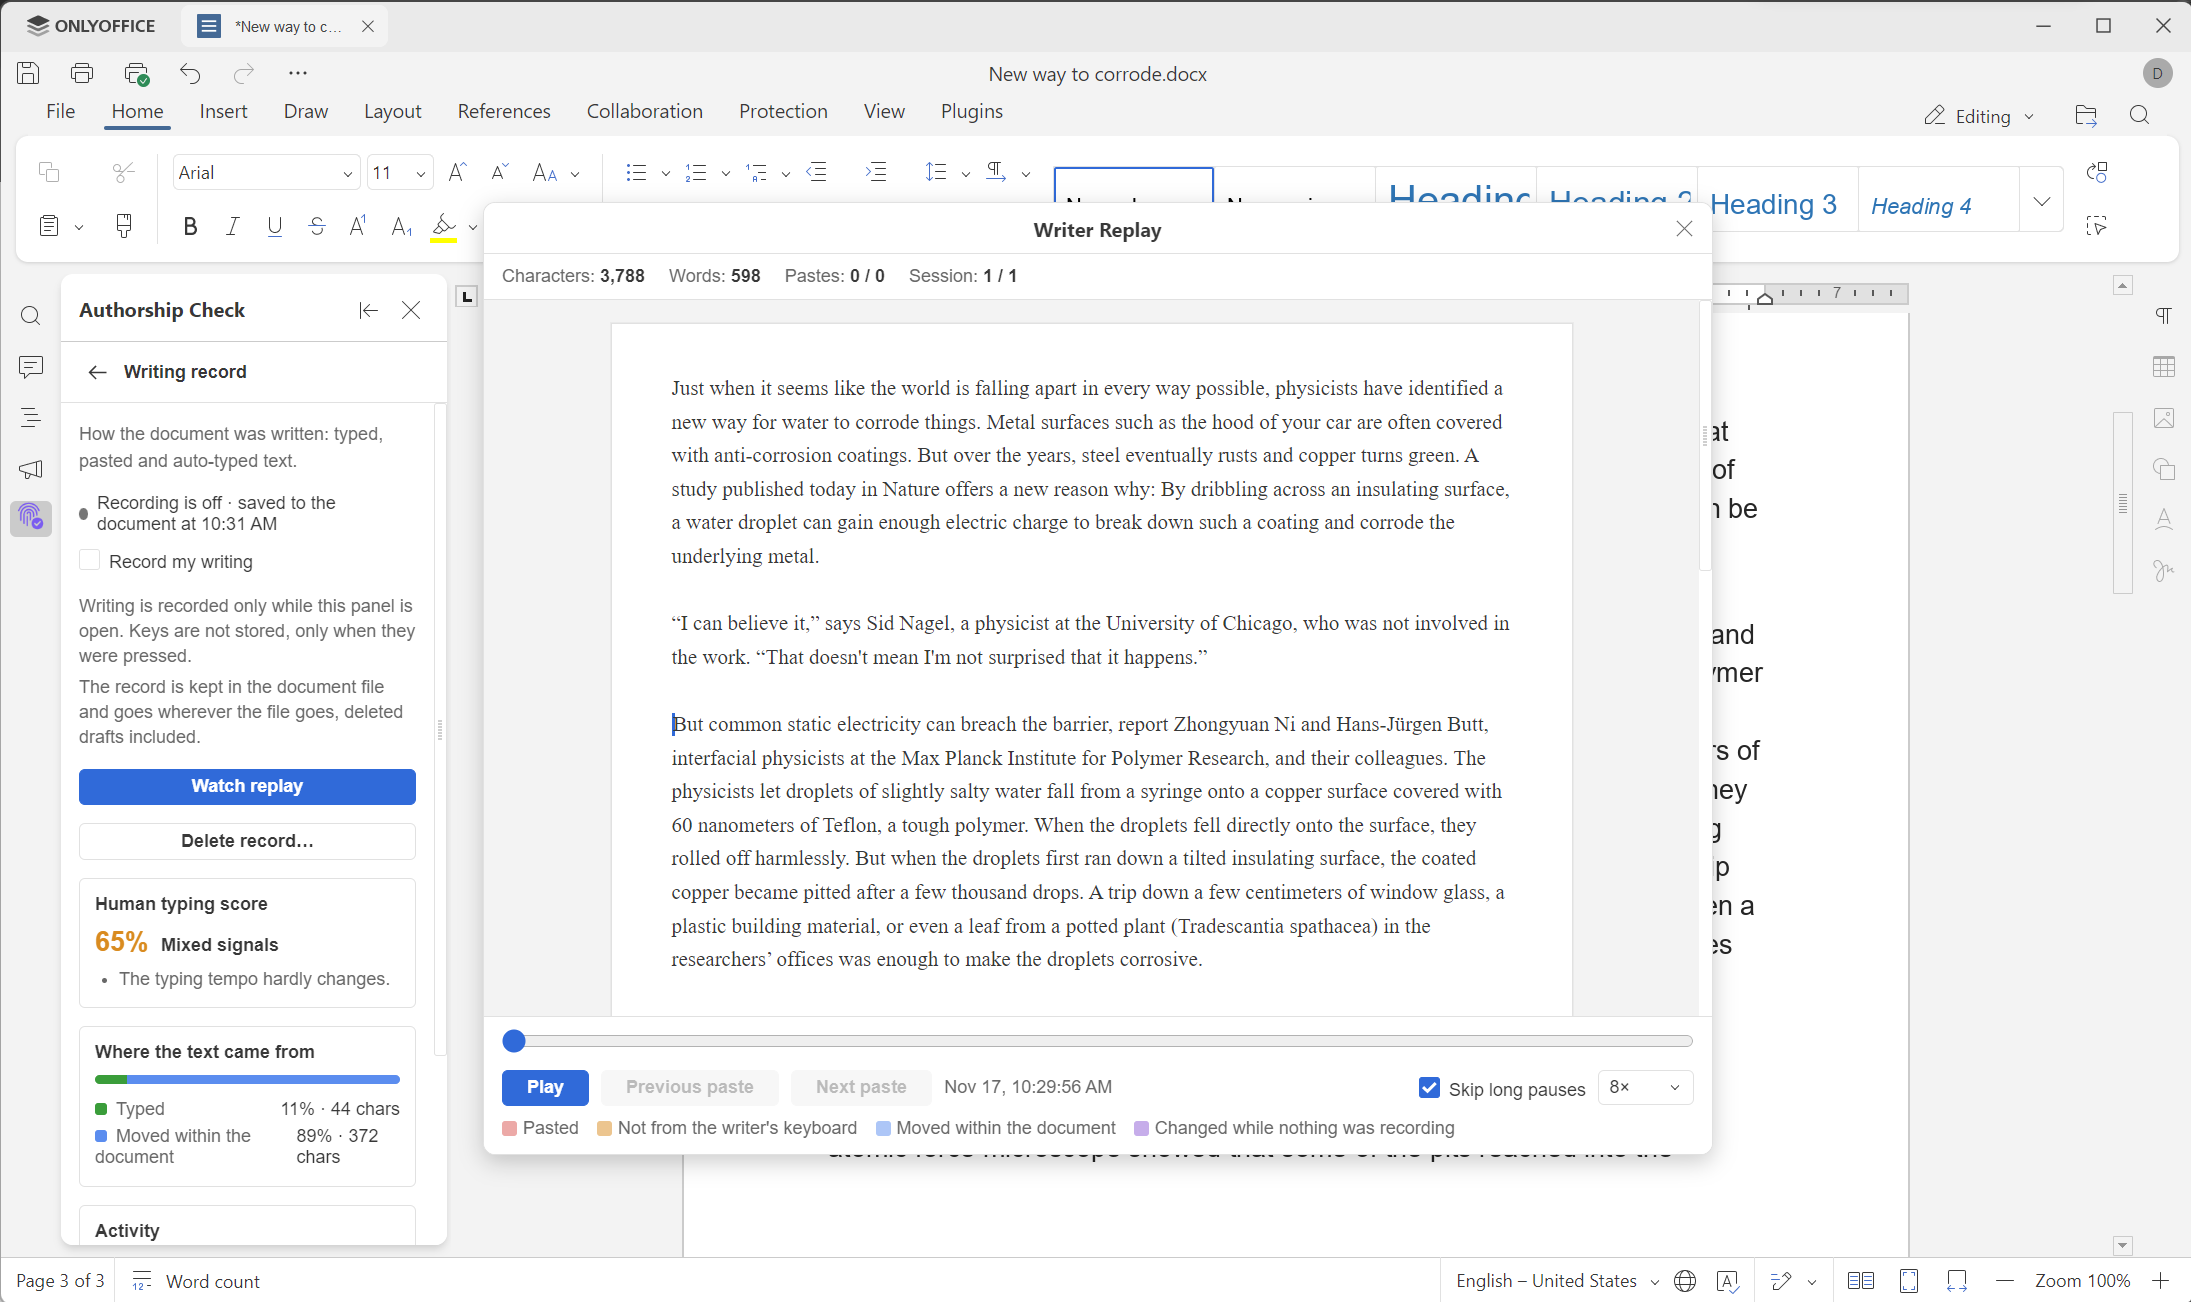 ONLYOFFICE
*New way to c...
New way to corrode.docx
D
File Home Insert Draw Layout References Collaboration Protection View Plugins
Editing
Arial 11
Heading 3
Heading 4
Authorship Check
Writing record
How the document was written: typed,
pasted and auto-typed text.
Recording is off · saved to the
document at 10:31 AM
Record my writing
Writing is recorded only while this panel is
open. Keys are not stored, only when they
were pressed.
The record is kept in the document file
and goes wherever the file goes, deleted
drafts included.
Watch replay
Delete record...
Human typing score
65% Mixed signals
• The typing tempo hardly changes.
Where the text came from
Typed 11% · 44 chars
Moved within the 89% · 372
document chars
Activity
Writer Replay
Characters: 3,788 Words: 598 Pastes: 0 / 0 Session: 1 / 1
Just when it seems like the world is falling apart in every way possible, physicists have identified a
new way for water to corrode things. Metal surfaces such as the hood of your car are often covered
with anti-corrosion coatings. But over the years, steel eventually rusts and copper turns green. A
study published today in Nature offers a new reason why: By dribbling across an insulating surface,
a water droplet can gain enough electric charge to break down such a coating and corrode the
underlying metal.
“I can believe it,” says Sid Nagel, a physicist at the University of Chicago, who was not involved in
the work. “That doesn't mean I'm not surprised that it happens.”
But common static electricity can breach the barrier, report Zhongyuan Ni and Hans-Jürgen Butt,
interfacial physicists at the Max Planck Institute for Polymer Research, and their colleagues. The
physicists let droplets of slightly salty water fall from a syringe onto a copper surface covered with
60 nanometers of Teflon, a tough polymer. When the droplets fell directly onto the surface, they
rolled off harmlessly. But when the droplets first ran down a tilted insulating surface, the coated
copper became pitted after a few thousand drops. A trip down a few centimeters of window glass, a
plastic building material, or even a leaf from a potted plant (Tradescantia spathacea) in the
researchers’ offices was enough to make the droplets corrosive.
Play Previous paste Next paste Nov 17, 10:29:56 AM Skip long pauses 8×
Pasted Not from the writer's keyboard Moved within the document Changed while nothing was recording
7
of
be
and
of
a
Page 3 of 3 Word count English – United States Zoom 100%